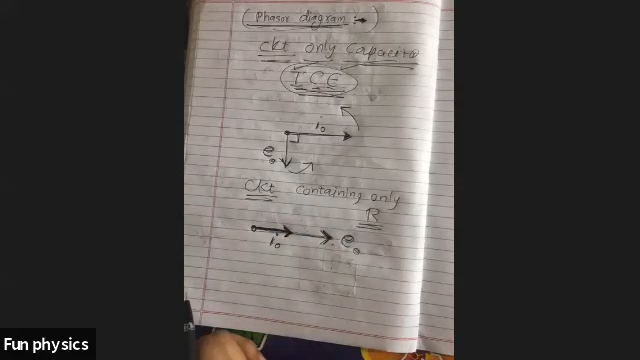 (Phasor diagram :→)
Ckt only Capacitor
ICE
i₀
e₀
Ckt containing only
R
i₀
e₀
Fun physics